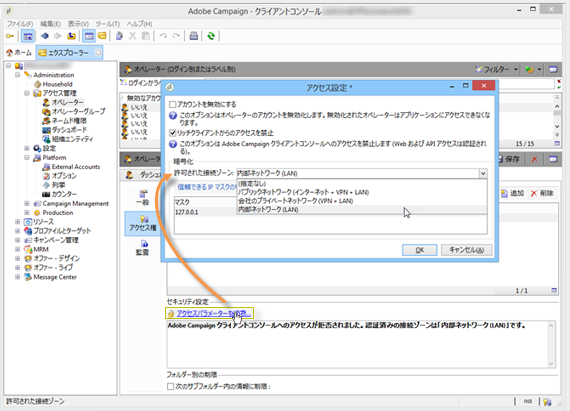 Adobe Campaign - クライアントコンソール
ファイル(F) 編集(E) 表示(V) ツール(T) ヘルプ(H)
ホーム エクスプローラー
Administration
Household
アクセス管理
オペレーター
オペレーターグループ
ネームド権限
ダッシュボード
組織エンティティ
設定
Platform
External Accounts
オプション
列挙
カウンター
Campaign Management
Production
リソース
プロファイルとターゲット
キャンペーン管理
MRM
オファー - デザイン
オファー - ライブ
Message Center
オペレーター (ログイン別またはラベル別)
フィルター
ログインかラベ
無効なアカウ
いいえ
いいえ
いいえ
いいえ
15 / 15
オペレータ
保存
ダッシュ
一般
アクセス権
監査
追加 削除
1 / 1
アクセス設定 *
アカウントを無効にする
このオプションはオペレーターのアカウントを無効化します。無効化されたオペレーターはアプリケーションにアクセスできなくなります。
リッチクライアントからのアクセスを禁止
このオプションは Adobe Campaign コンソールへのアクセスを禁止します (Web および API アクセスは認証される)。
暗号化
許可された接続ゾーン: 内部ネットワーク (LAN)
(指定なし)
パブリックネットワーク (インターネット + VPN + LAN)
会社のプライベートネットワーク (VPN + LAN)
内部ネットワーク (LAN)
信頼できる IP マスクの
マスク
127.0.0.1
OK キャンセル(A)
セキュリティ設定
アクセスパラメーターを
Adobe Campaign クライアントコンソールへのアクセスが拒否されました。認証済みの接続ゾーンは「内部ネットワーク (LAN)」です。
フォルダー別の制限
次のサブフォルダー内の情報に制限 :
許可された接続ゾーン
INS